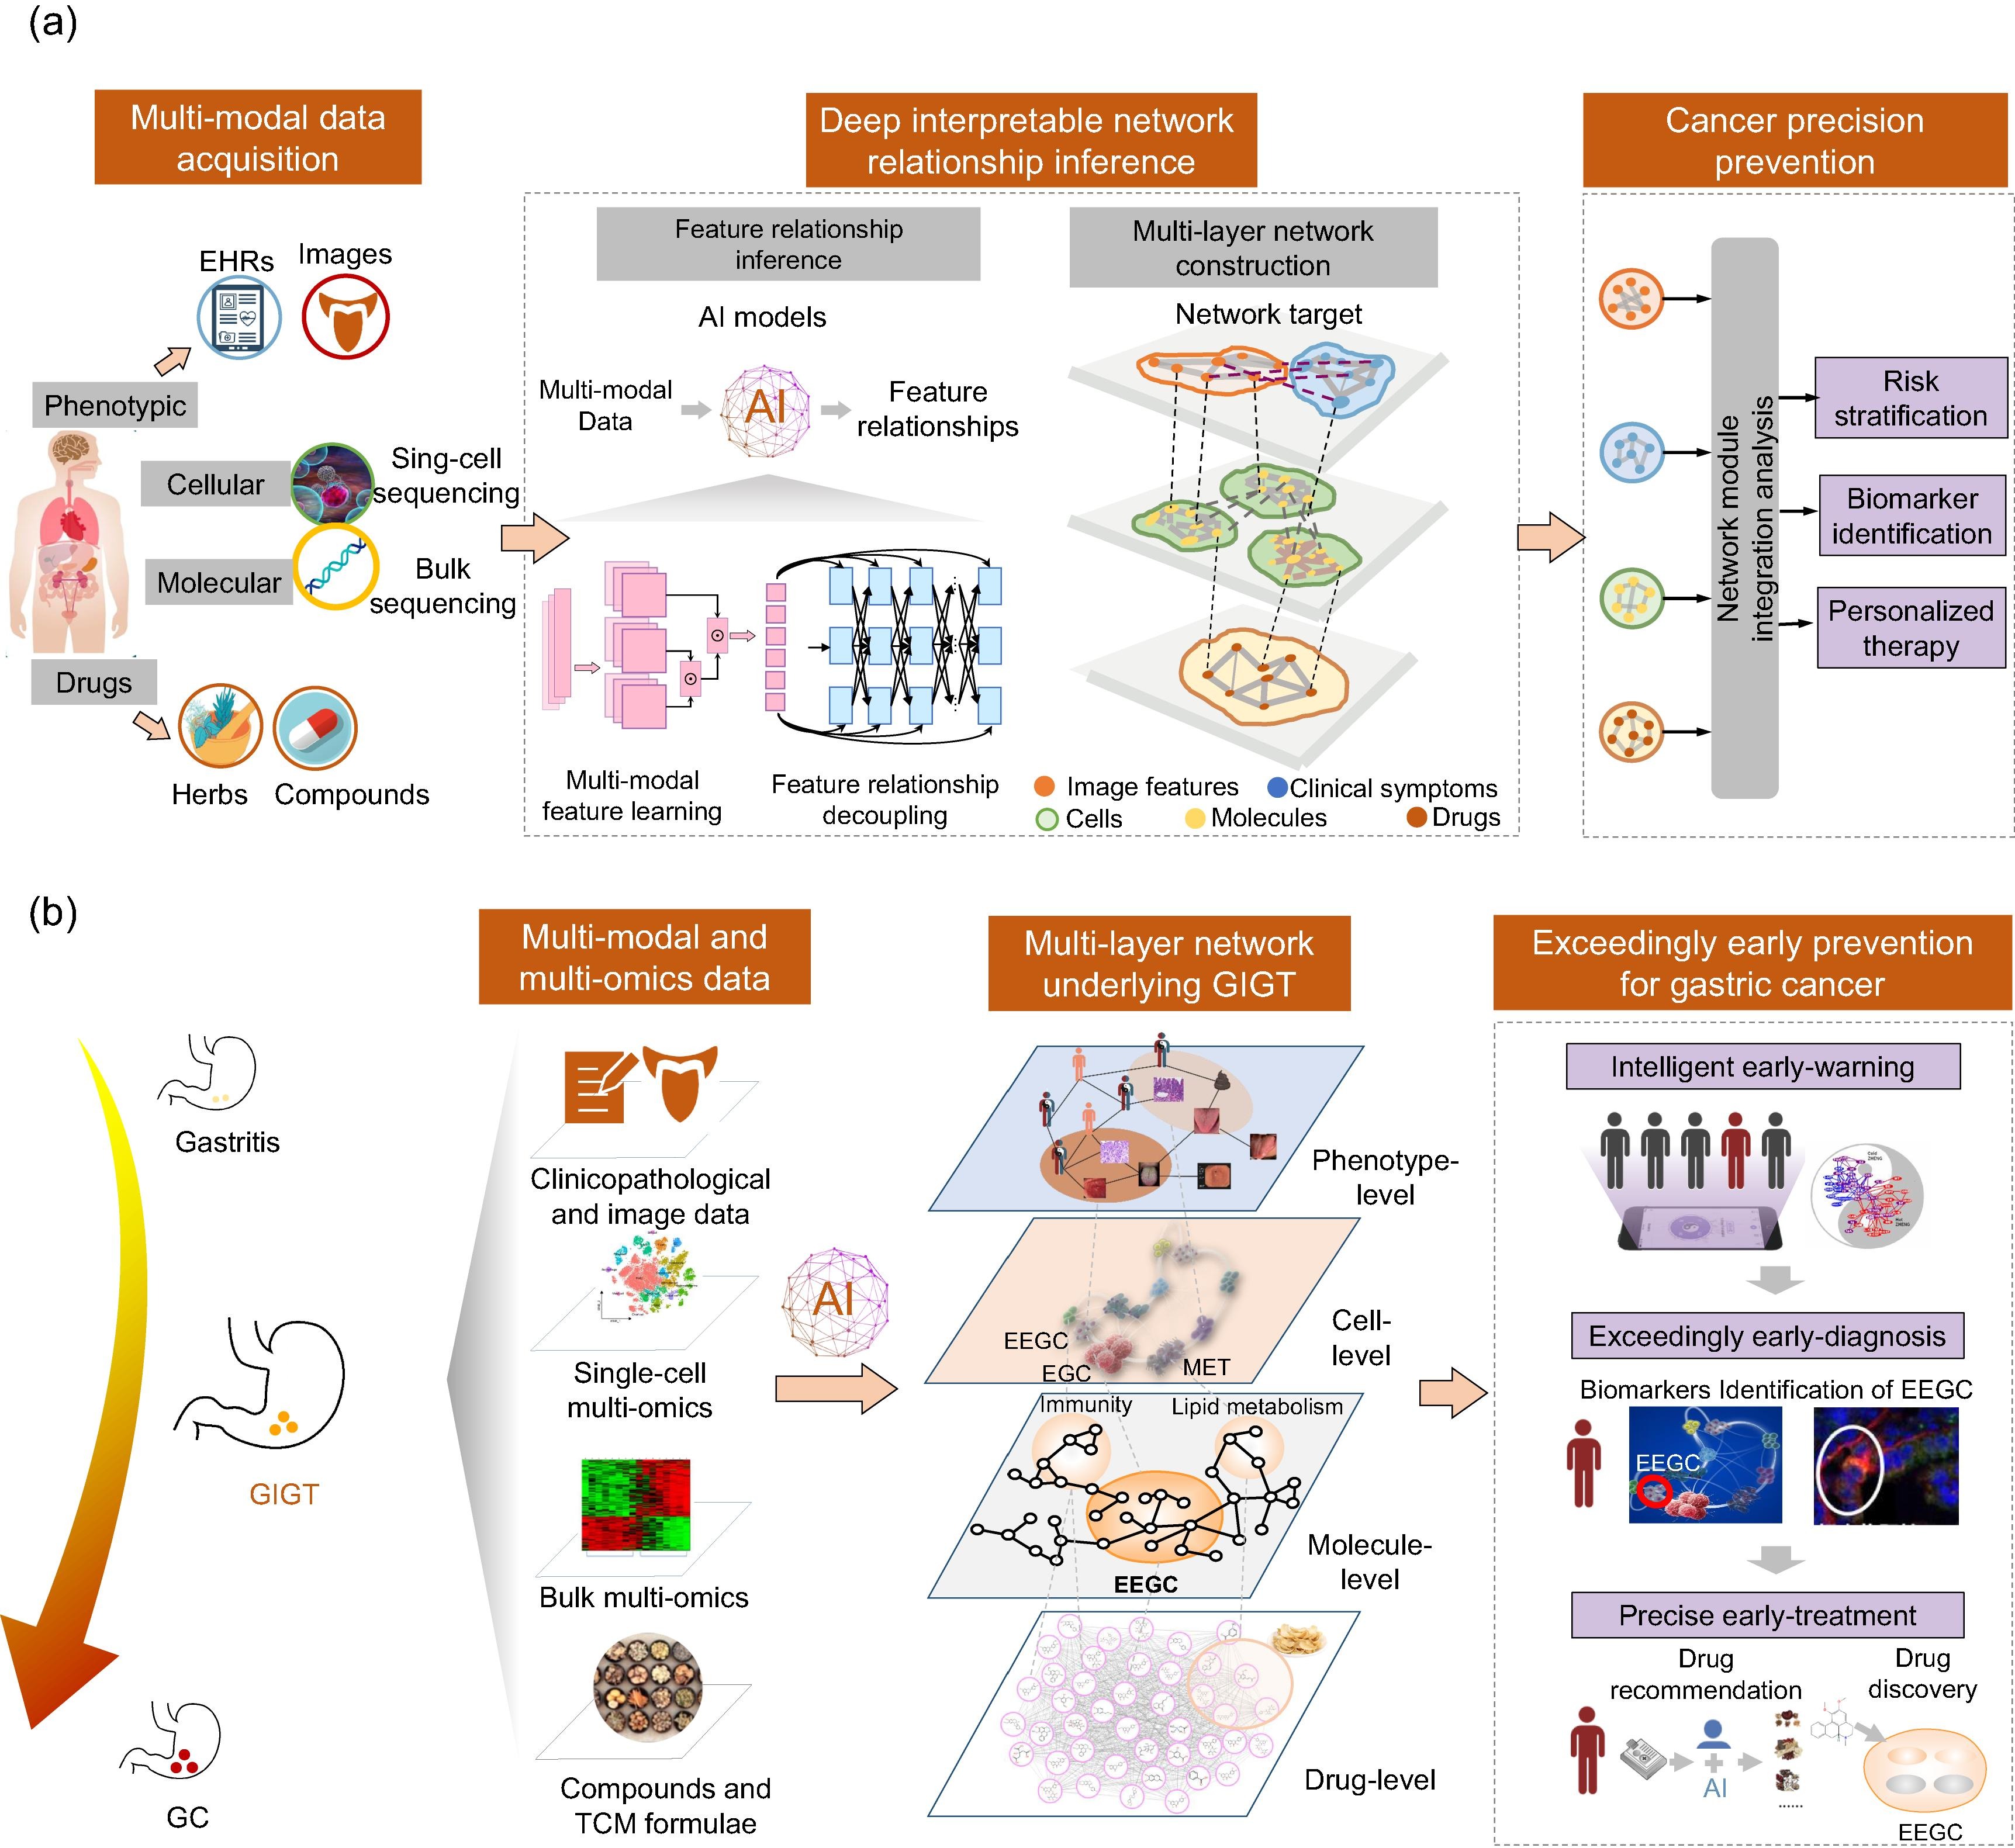 (a)
Multi-modal data
acquisition
Deep interpretable network
relationship inference
Cancer precision
prevention
EHRs
Images
Phenotypic
Cellular
Sing-cell
sequencing
Molecular
Bulk
sequencing
Drugs
Herbs
Compounds
Feature relationship
inference
AI models
Multi-modal
Data
AI
Feature
relationships
Multi-modal
feature learning
Feature relationship
decoupling
Multi-layer network
construction
Network target
Image features
Clinical symptoms
Cells
Molecules
Drugs
Network module
integration analysis
Risk
stratification
Biomarker
identification
Personalized
therapy
(b)
Multi-modal and
multi-omics data
Multi-layer network
underlying GIGT
Exceedingly early prevention
for gastric cancer
Gastritis
GIGT
GC
Clinicopathological
and image data
Single-cell
multi-omics
Bulk multi-omics
Compounds and
TCM formulae
AI
Phenotype-
level
EEGC
EGC
MET
Cell-
level
Immunity
Lipid metabolism
EEGC
Molecule-
level
Drug-level
Intelligent early-warning
Cold
ZHENG
Hot
ZHENG
Exceedingly early-diagnosis
Biomarkers Identification of EEGC
EEGC
Precise early-treatment
Drug
recommendation
Drug
discovery
+
AI
......
EEGC